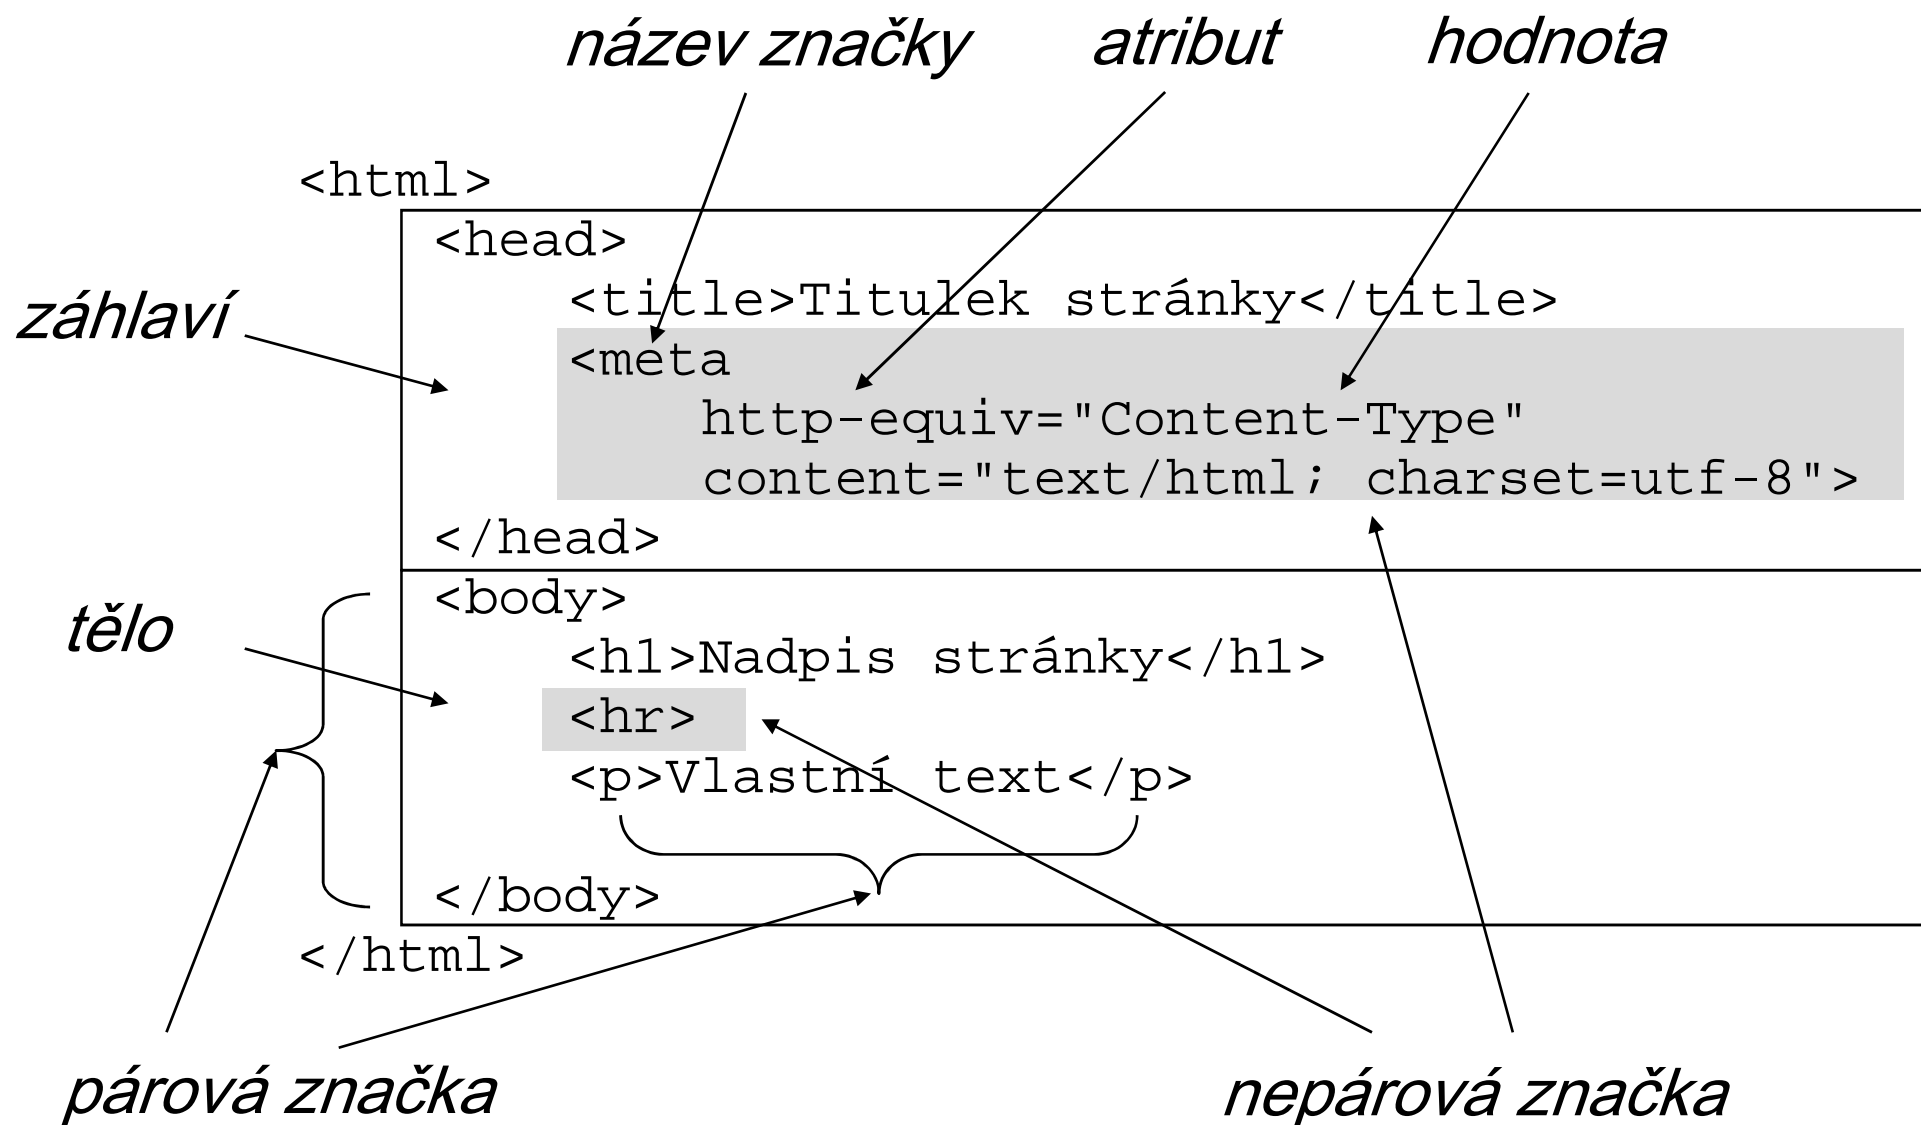 název značky atribut hodnota
<html>
<head>
<title>Titulek stránky</title>
záhlaví
<meta
http-equiv="Content-Type"
content="text/html; charset=utf-8">
</head>
<body>
tělo
<h1>Nadpis stránky</h1>
<hr>
<p>Vlastní text</p>
</body>
</html>
párová značka nepárová značka